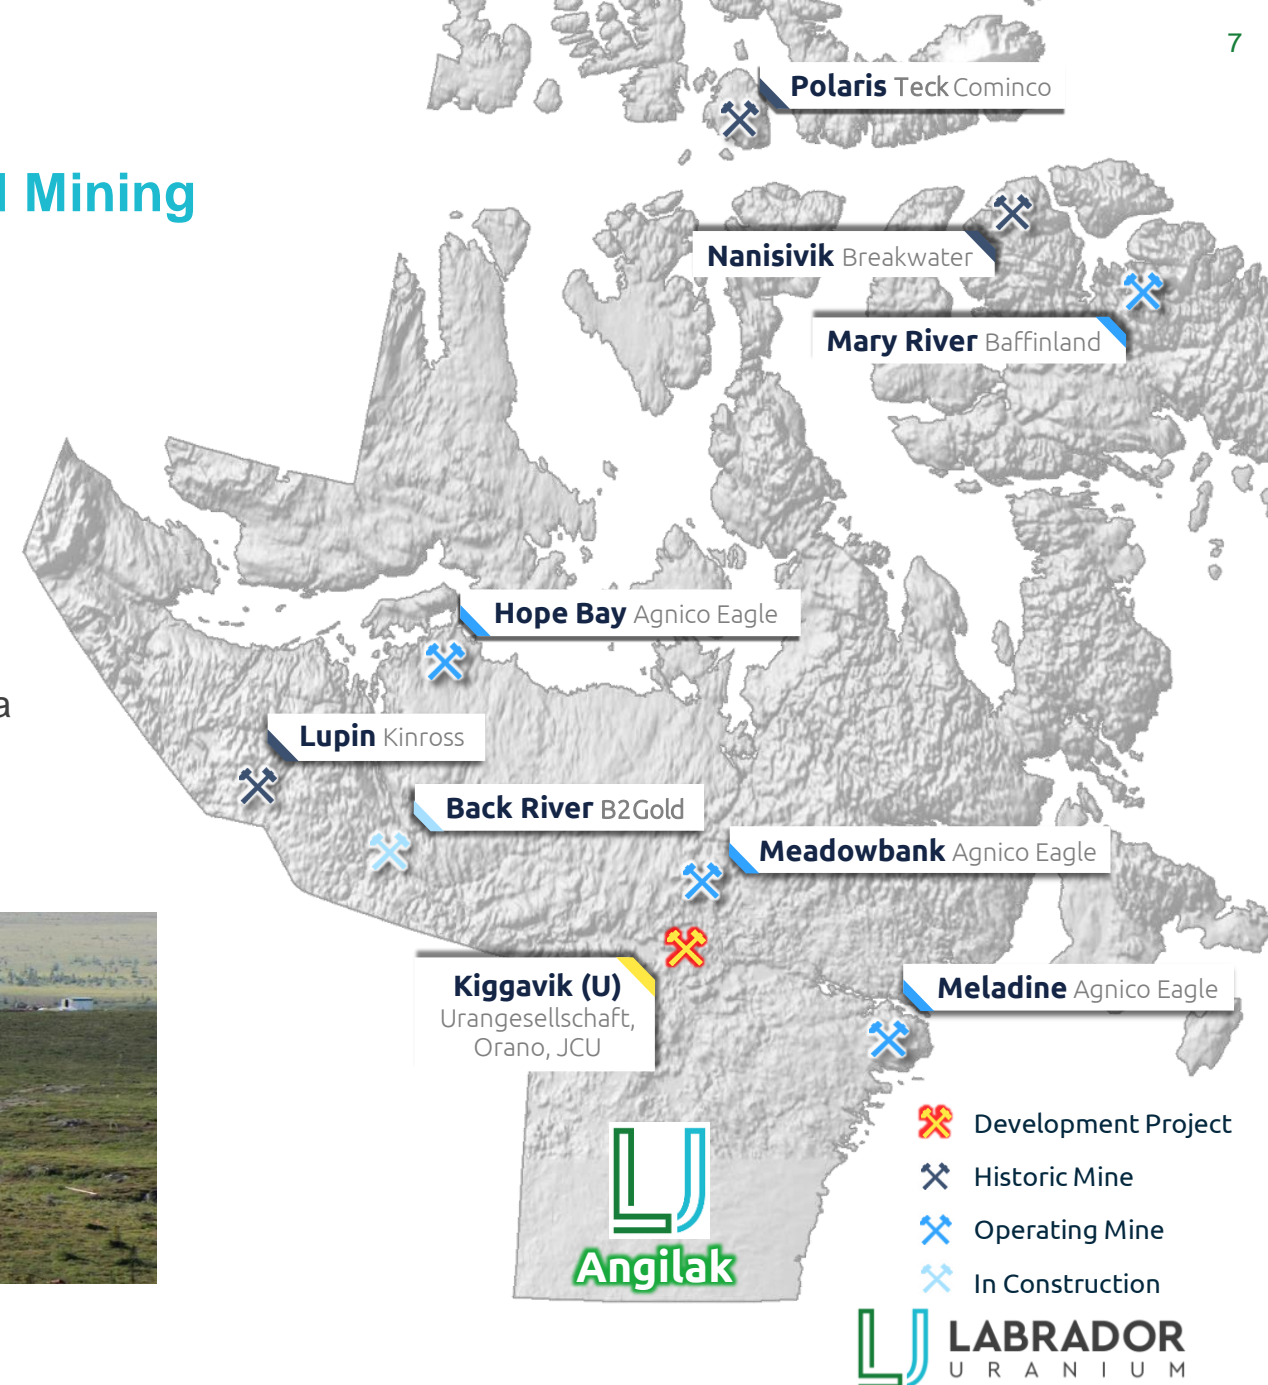 7
Mining
Polaris Teck Cominco
Nanisivik Breakwater
Mary River Baffinland
Hope Bay Agnico Eagle
a
Lupin Kinross
Back River B2Gold
Meadowbank Agnico Eagle
Kiggavik (U)
Urangesellschaft,
Orano, JCU
Meladine Agnico Eagle
Development Project
Historic Mine
Operating Mine
In Construction
Angilak
LABRADOR
URANIUM